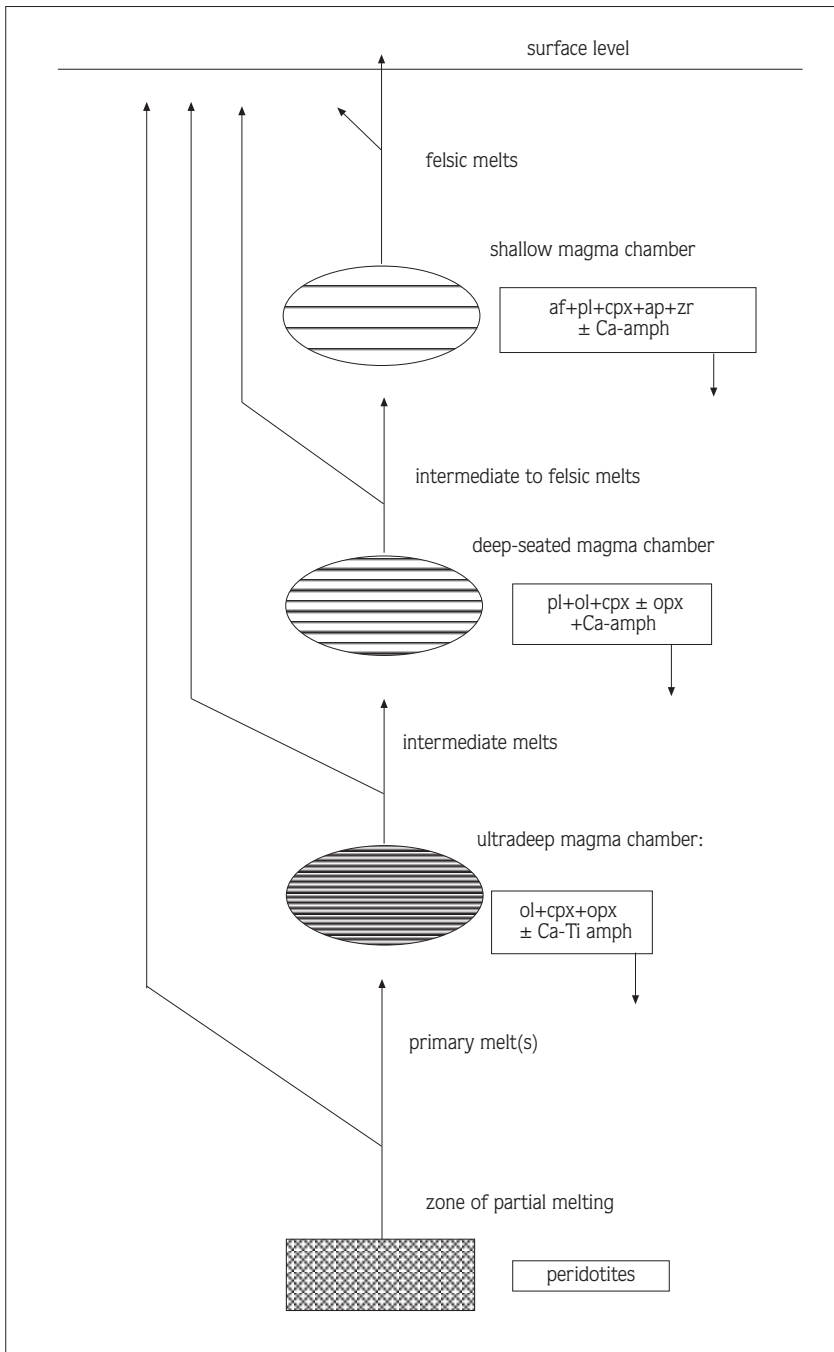 surface level
felsic melts
shallow magma chamber
af+pl+cpx+ap+zr
± Ca-amph
intermediate to felsic melts
deep-seated magma chamber
pl+ol+cpx ± opx
+Ca-amph
intermediate melts
ultradeep magma chamber:
ol+cpx+opx
± Ca-Ti amph
primary melt(s)
zone of partial melting
peridotites